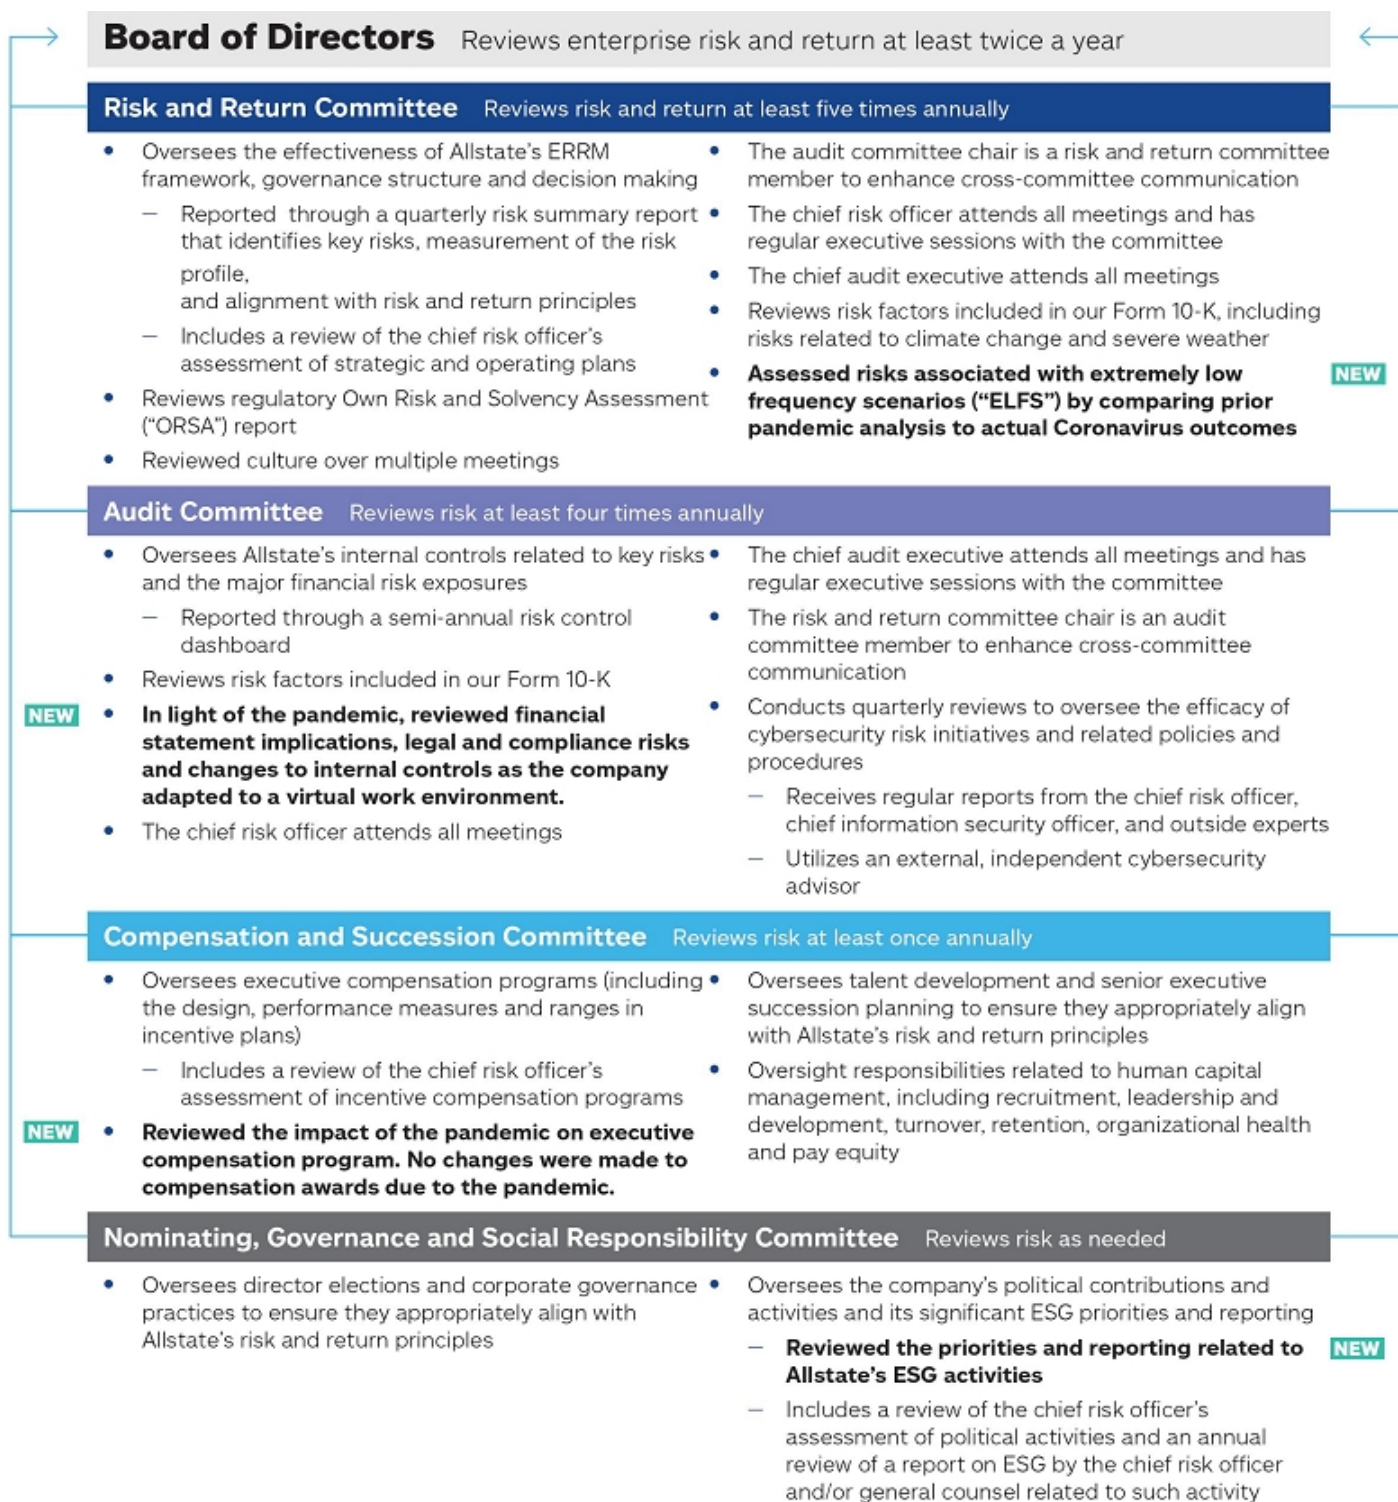 Board of Directors Reviews enterprise risk and return at least twice a year
Risk and Return Committee Reviews risk and return at least five times annually
• Oversees the effectiveness of Allstate's ERRM
framework, governance structure and decision making
– Reported through a quarterly risk summary report
that identifies key risks, measurement of the risk
profile,
and alignment with risk and return principles
– Includes a review of the chief risk officer's
assessment of strategic and operating plans
• Reviews regulatory Own Risk and Solvency Assessment
("ORSA") report
• Reviewed culture over multiple meetings
• The audit committee chair is a risk and return committee
member to enhance cross-committee communication
• The chief risk officer attends all meetings and has
regular executive sessions with the committee
• The chief audit executive attends all meetings
• Reviews risk factors included in our Form 10-K, including
risks related to climate change and severe weather
• Assessed risks associated with extremely low NEW
frequency scenarios ("ELFS") by comparing prior
pandemic analysis to actual Coronavirus outcomes
Audit Committee Reviews risk at least four times annually
• Oversees Allstate's internal controls related to key risks
and the major financial risk exposures
– Reported through a semi-annual risk control
dashboard
• Reviews risk factors included in our Form 10-K
NEW • In light of the pandemic, reviewed financial
statement implications, legal and compliance risks
and changes to internal controls as the company
adapted to a virtual work environment.
• The chief risk officer attends all meetings
• The chief audit executive attends all meetings and has
regular executive sessions with the committee
• The risk and return committee chair is an audit
committee member to enhance cross-committee
communication
• Conducts quarterly reviews to oversee the efficacy of
cybersecurity risk initiatives and related policies and
procedures
– Receives regular reports from the chief risk officer,
chief information security officer, and outside experts
– Utilizes an external, independent cybersecurity
advisor
Compensation and Succession Committee Reviews risk at least once annually
• Oversees executive compensation programs (including
the design, performance measures and ranges in
incentive plans)
– Includes a review of the chief risk officer's
assessment of incentive compensation programs
NEW • Reviewed the impact of the pandemic on executive
compensation program. No changes were made to
compensation awards due to the pandemic.
• Oversees talent development and senior executive
succession planning to ensure they appropriately align
with Allstate's risk and return principles
• Oversight responsibilities related to human capital
management, including recruitment, leadership and
development, turnover, retention, organizational health
and pay equity
Nominating, Governance and Social Responsibility Committee Reviews risk as needed
• Oversees director elections and corporate governance
practices to ensure they appropriately align with
Allstate's risk and return principles
• Oversees the company's political contributions and
activities and its significant ESG priorities and reporting
– Reviewed the priorities and reporting related to NEW
Allstate's ESG activities
– Includes a review of the chief risk officer's
assessment of political activities and an annual
review of a report on ESG by the chief risk officer
and/or general counsel related to such activity